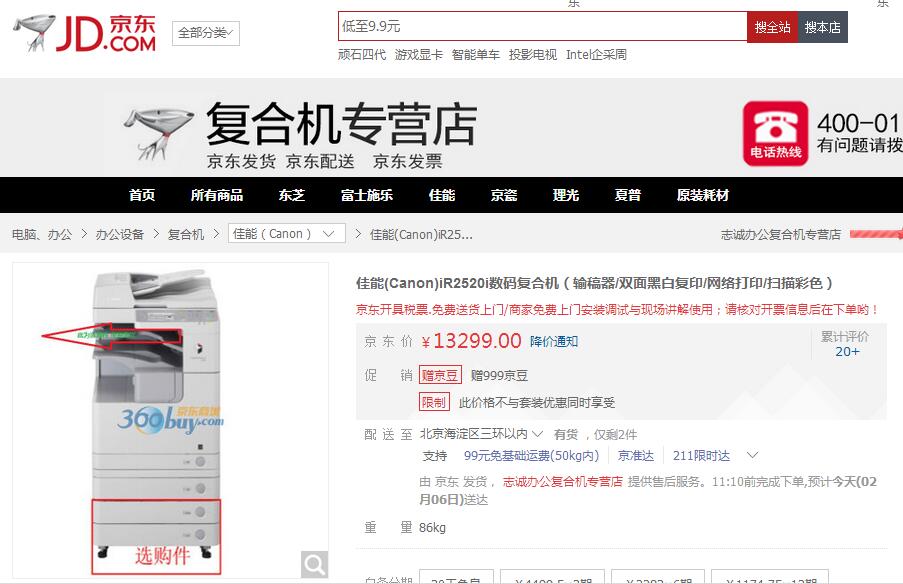 东
东
JD 京东
.COM
全部分类
低至9.9元
搜全站
搜本店
顽石四代 游戏显卡 智能单车 投影电视 Intel企采周
复合机专营店
京东发货 京东配送 京东发票
电话热线
400-01
有问题请拨
首页 所有商品 东芝 富士施乐 佳能 京瓷 理光 夏普 原装耗材
电脑、办公 > 办公设备 > 复合机 > 佳能（Canon） > 佳能(Canon)iR25...
志诚办公复合机专营店
佳能(Canon)iR2520i数码复合机（输稿器/双面黑白复印/网络打印/扫描彩色）
京东开具税票.免费送货上门/商家免费上门安装调试与现场讲解使用；请核对开票信息后在下单哟！
京东价 ￥13299.00 降价通知
累计评价
20+
促销 赠京豆 赠999京豆
限制 此价格不与套装优惠同时享受
配送至 北京海淀区三环以内 有货 ，仅剩2件
支持 99元免基础运费(50kg内) 京准达 211限时达
由 京东 发货， 志诚办公复合机专营店 提供售后服务。11:10前完成下单,预计今天(02
月06日)送达
重量 86kg
京东商城
360buy.com
选购件